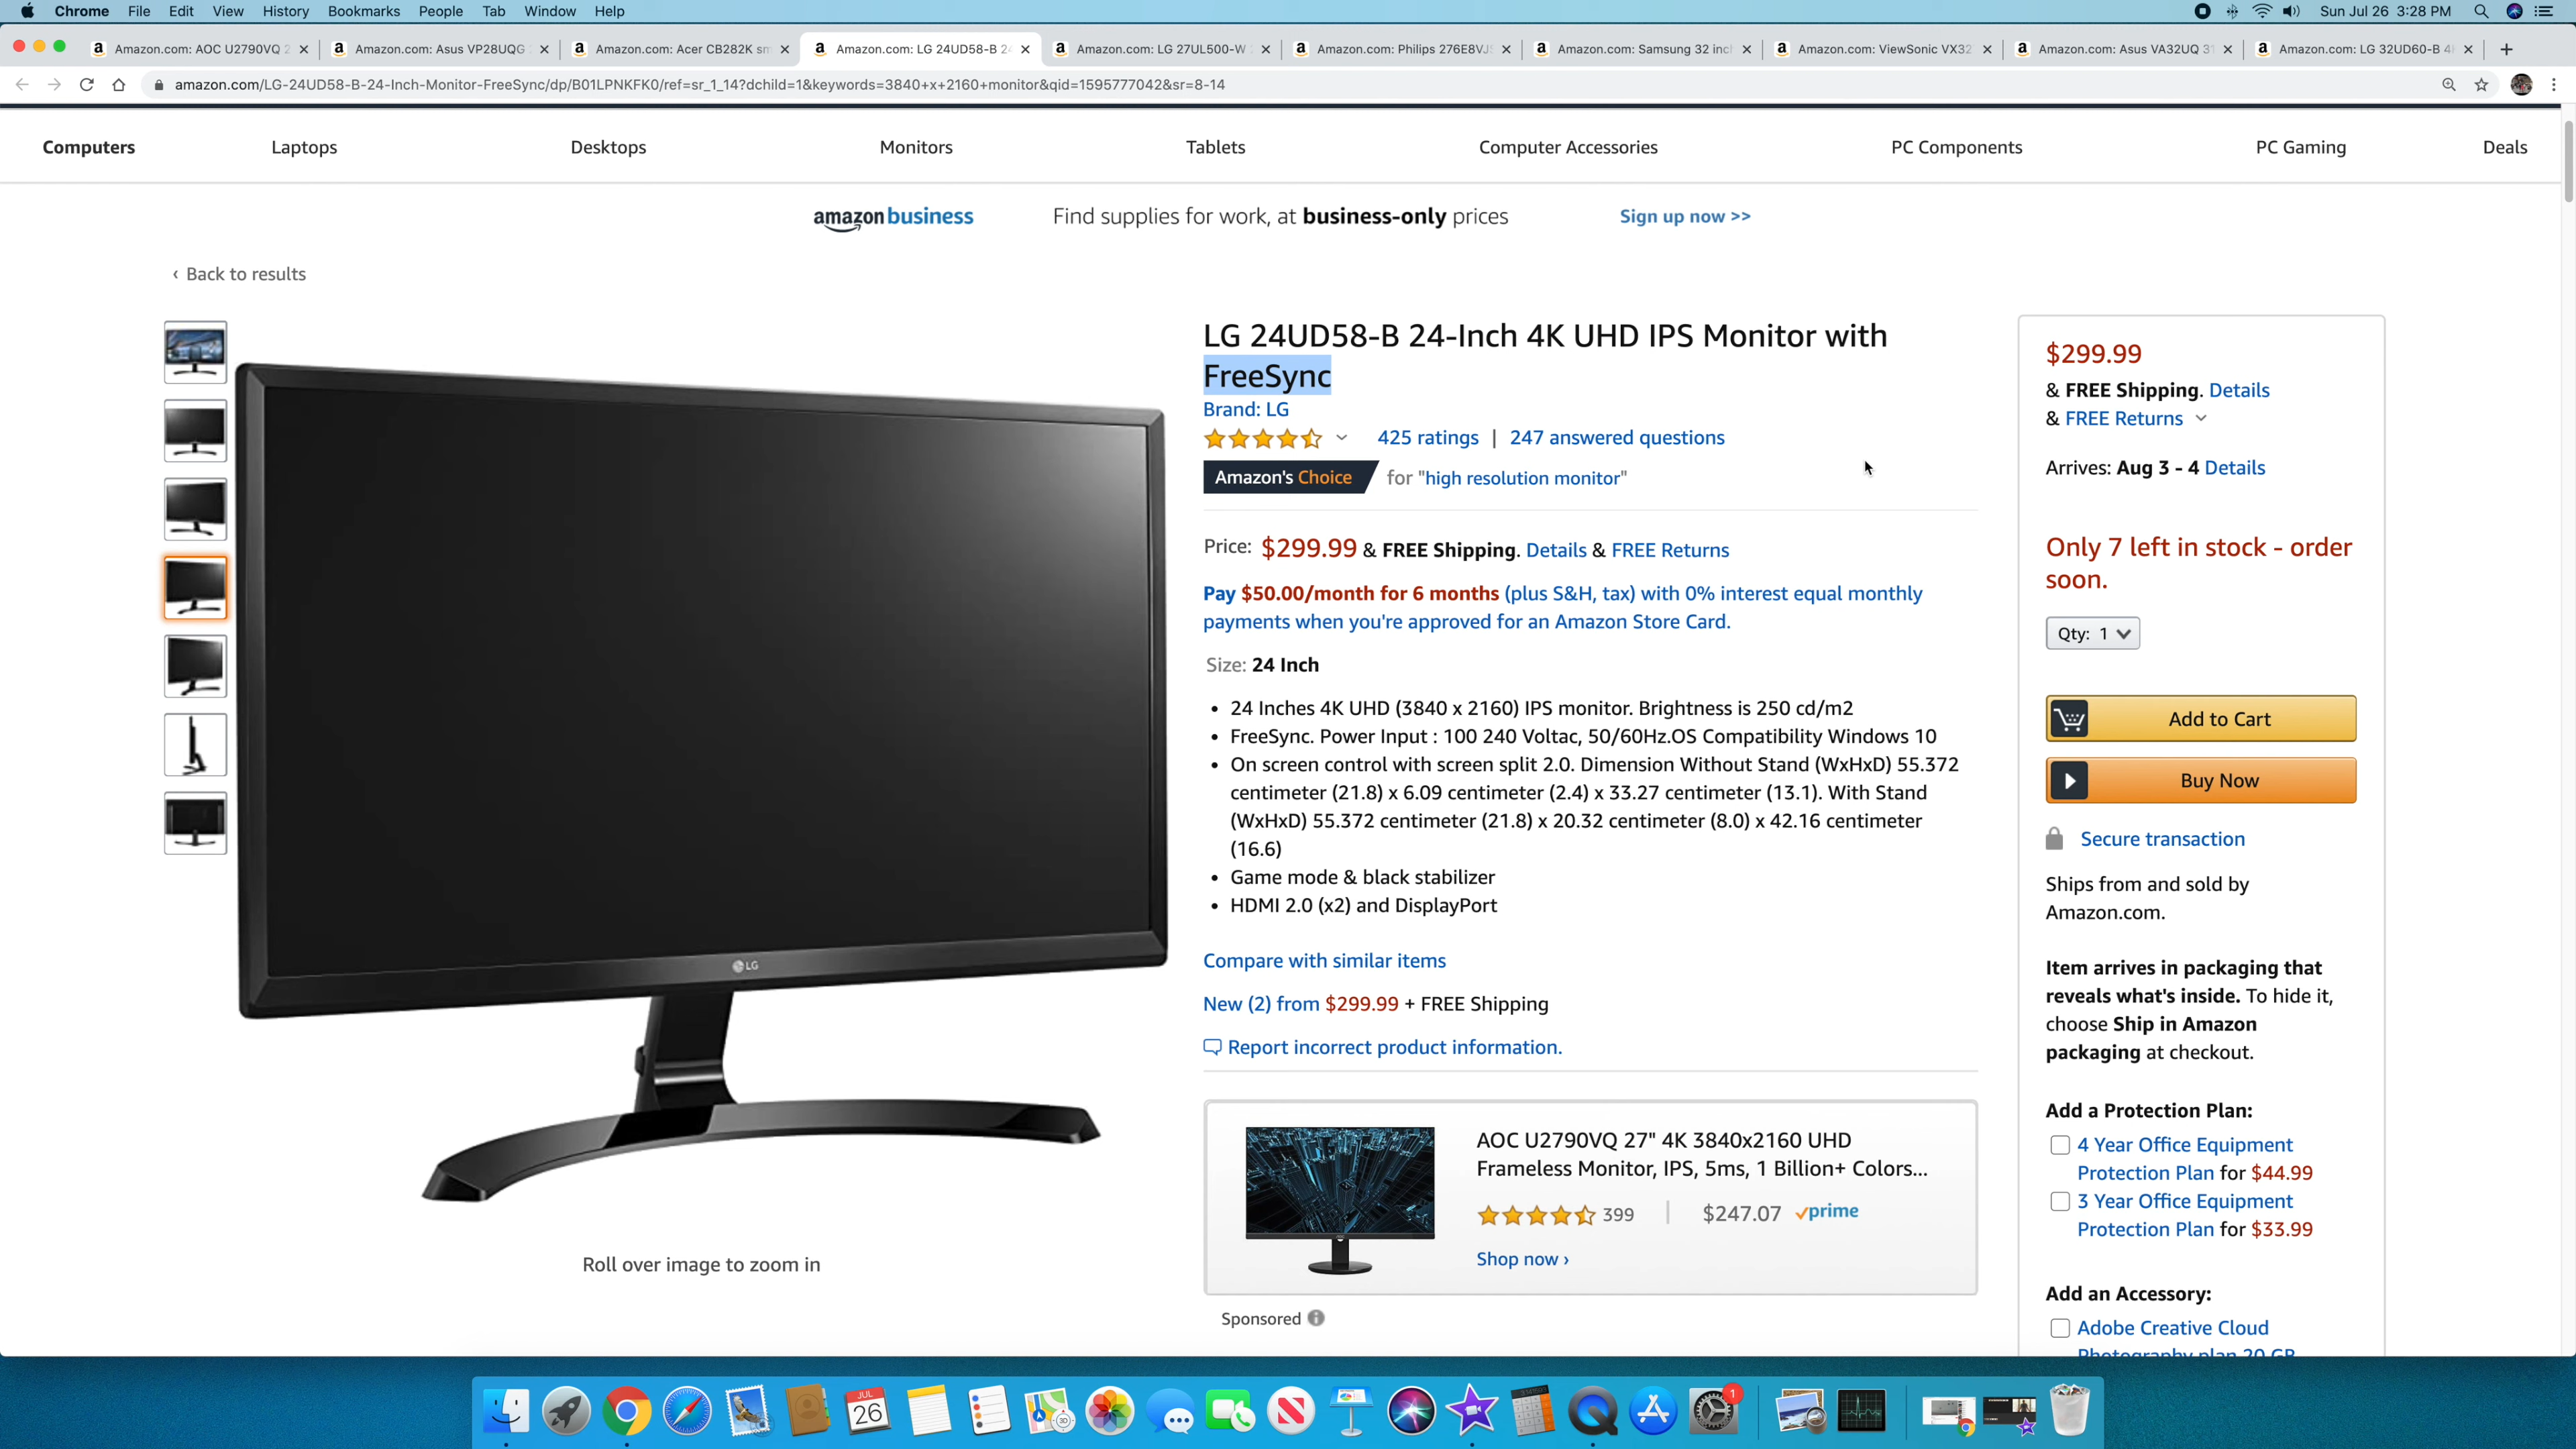 Chrome File Edit View History Bookmarks People Tab Window Help Sun Jul 26 3:28 PM
Amazon.com: AOC U2790VQ 2 Amazon.com: Asus VP28UQG Amazon.com: Acer CB282K sm Amazon.com: LG 24UD58-B 24 Amazon.com: LG 27UL500-W Amazon.com: Philips 276E8VJS Amazon.com: Samsung 32 inch Amazon.com: ViewSonic VX32 Amazon.com: Asus VA32UQ 31 Amazon.com: LG 32UD60-B 4K
amazon.com/LG-24UD58-B-24-Inch-Monitor-FreeSync/dp/B01LPNKFK0/ref=sr_1_14?dchild=1&keywords=3840+x+2160+monitor&qid=1595777042&sr=8-14
Computers Laptops Desktops Monitors Tablets Computer Accessories PC Components PC Gaming Deals
amazon business Find supplies for work, at business-only prices Sign up now >>
‹ Back to results
LG 24UD58-B 24-Inch 4K UHD IPS Monitor with
FreeSync
Brand: LG
425 ratings | 247 answered questions
Amazon's Choice for "high resolution monitor"
Price: $299.99 & FREE Shipping. Details & FREE Returns
Pay $50.00/month for 6 months (plus S&H, tax) with 0% interest equal monthly
payments when you're approved for an Amazon Store Card.
Size: 24 Inch
• 24 Inches 4K UHD (3840 x 2160) IPS monitor. Brightness is 250 cd/m2
• FreeSync. Power Input : 100 240 Voltac, 50/60Hz.OS Compatibility Windows 10
• On screen control with screen split 2.0. Dimension Without Stand (WxHxD) 55.372
centimeter (21.8) x 6.09 centimeter (2.4) x 33.27 centimeter (13.1). With Stand
(WxHxD) 55.372 centimeter (21.8) x 20.32 centimeter (8.0) x 42.16 centimeter
(16.6)
• Game mode & black stabilizer
• HDMI 2.0 (x2) and DisplayPort
Compare with similar items
New (2) from $299.99 + FREE Shipping
Report incorrect product information.
AOC U2790VQ 27" 4K 3840x2160 UHD
Frameless Monitor, IPS, 5ms, 1 Billion+ Colors...
399 | $247.07 prime
Shop now ›
Sponsored
LG
Roll over image to zoom in
$299.99
& FREE Shipping. Details
& FREE Returns
Arrives: Aug 3 - 4 Details
Only 7 left in stock - order
soon.
Qty: 1
Add to Cart
Buy Now
Secure transaction
Ships from and sold by
Amazon.com.
Item arrives in packaging that
reveals what's inside. To hide it,
choose Ship in Amazon
packaging at checkout.
Add a Protection Plan:
4 Year Office Equipment
Protection Plan for $44.99
3 Year Office Equipment
Protection Plan for $33.99
Add an Accessory:
Adobe Creative Cloud
Photography plan 20 GB
JUL
26
1